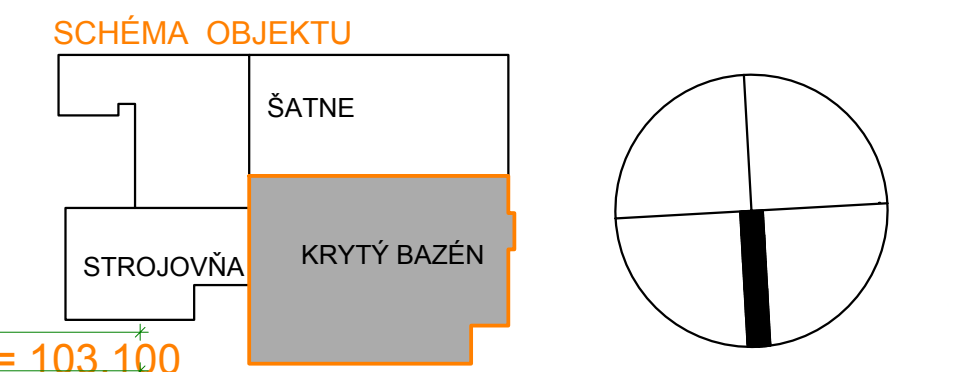 SCHÉMA OBJEKTU
ŠATNE
KRYTÝ BAZÉN
STROJOVŇA
= 103.100